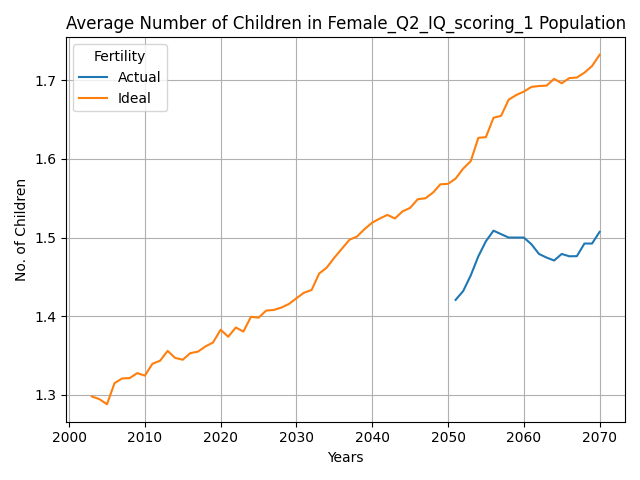 Average Number of Children in Female_Q2_IQ_scoring_1 Population
Fertility
Actual
Ideal
1.7
1.6
1.5
1.4
1.3
No. of Children
2000 2010 2020 2030 2040 2050 2060 2070
Years